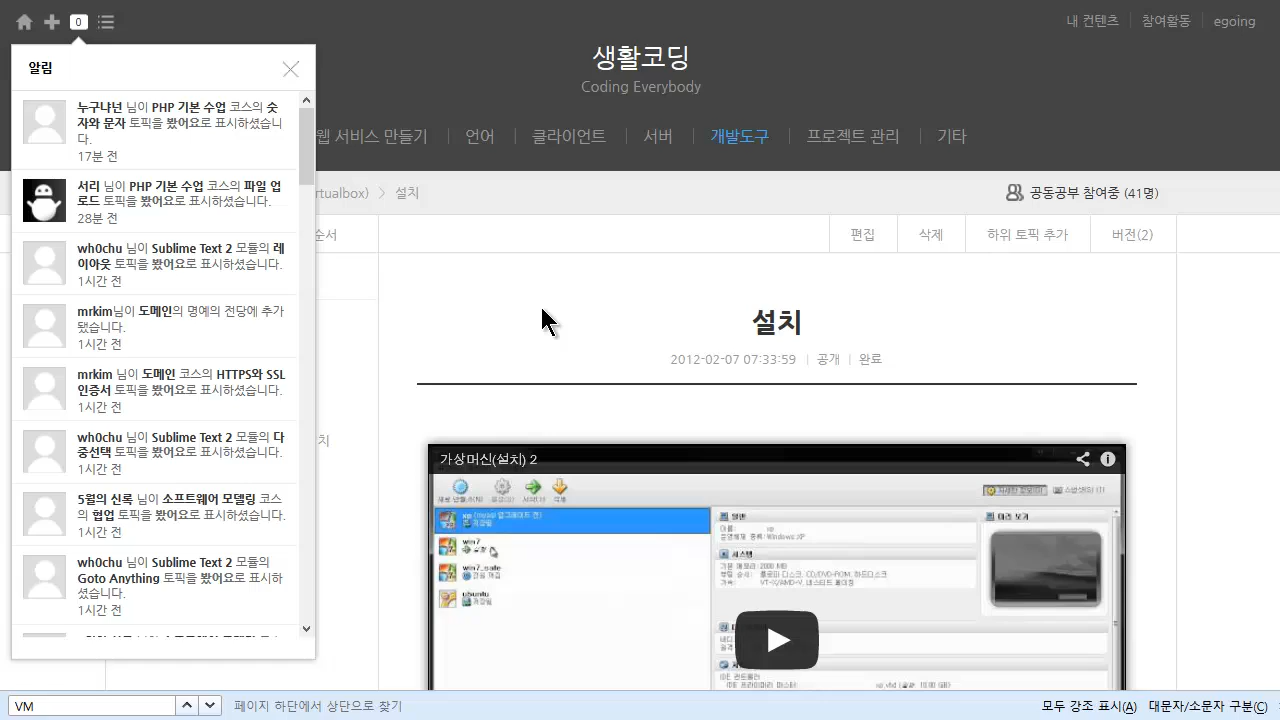 0
내 컨텐츠
참여활동
egoing
생활코딩
Coding Everybody
알림
웹 서비스 만들기
언어
클라이언트
서버
개발도구
프로젝트 관리
기타
rtualbox)
설치
공동공부 참여중 (41명)
순서
편집
삭제
하위 토픽 추가
버전(2)
누구냐넌 님이 PHP 기본 수업 코스의 숫
자와 문자 토픽을 봤어요로 표시하셨습니
다.
17분 전
서리 님이 PHP 기본 수업 코스의 파일 업
로드 토픽을 봤어요로 표시하셨습니다.
28분 전
wh0chu 님이 Sublime Text 2 모듈의 레
이아웃 토픽을 봤어요로 표시하셨습니다.
1시간 전
mrkim님이 도메인의 명예의 전당에 추가
됐습니다.
1시간 전
mrkim 님이 도메인 코스의 HTTPS와 SSL
인증서 토픽을 봤어요로 표시하셨습니다.
1시간 전
wh0chu 님이 Sublime Text 2 모듈의 다
중선택 토픽을 봤어요로 표시하셨습니다.
1시간 전
5월의 신록 님이 소프트웨어 모델링 코스
의 협업 토픽을 봤어요로 표시하셨습니다.
1시간 전
wh0chu 님이 Sublime Text 2 모듈의
Goto Anything 토픽을 봤어요로 표시하
셨습니다.
1시간 전
치
설치
2012-02-07 07:33:59
공개
완료
가상머신(설치) 2
win7
win7_safe
ubuntu
일반
미리 보기
시스템
VM
페이지 하단에서 상단으로 찾기
모두 강조 표시(A)
대문자/소문자 구분(C)